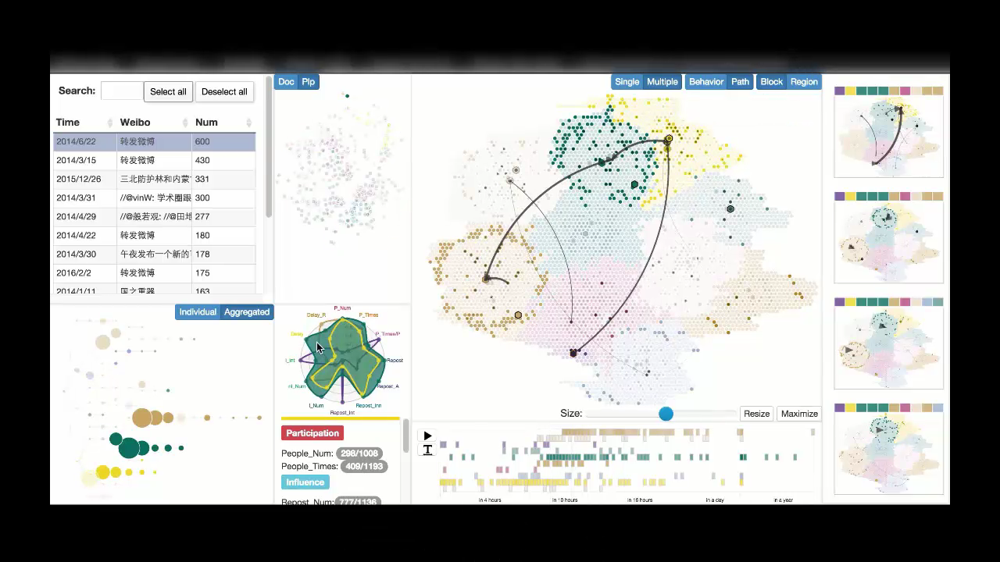 Search:
Select all
Deselect all
Time Weibo Num
2014/6/22 转发微博 600
2014/3/15 转发微博 430
2015/12/26 三北防护林和内蒙 331
2014/3/31 //@vinW: 学术圈跟 300
2014/4/29 //@般若观: //@田地 277
2014/4/22 转发微博 180
2014/3/30 午夜发布一个新的 178
2016/2/2 转发微博 175
2014/1/11 国之重器 163
Doc Plp
Single Multiple Behavior Path Block Region
Individual Aggregated
P_Num
Delay_R P_Times
Delay P_Times/P
I_Int Repost
nl_Num Repost_A
I_Num Repost_Inn
Repost_Int
Participation
People_Num: 298/1008
People_Times: 409/1193
Influence
Repost_Num: 777/1136
Size:
Resize Maximize
T
in 4 hours in 10 hours in 16 hours in a day in a year